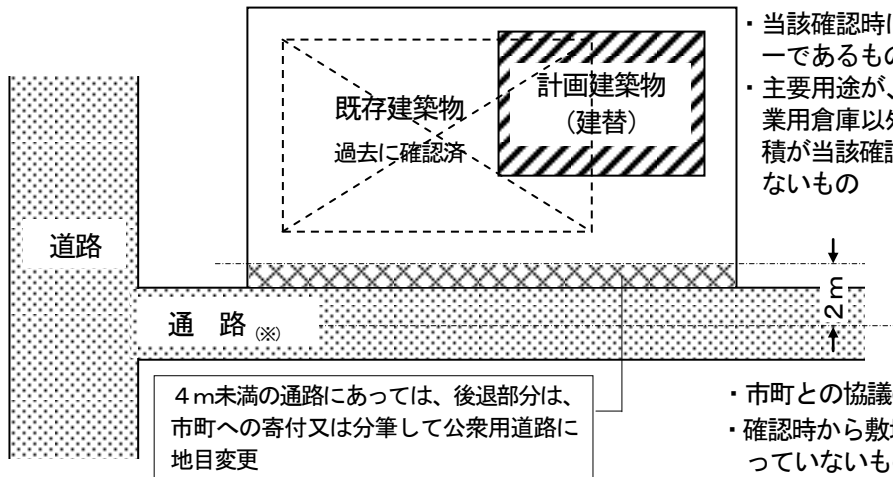 ・当該確認時
ーであるもの
・主要用途が、
業用倉庫以外
積が当該確認
ないもの
既存建築物
過去に確認済
計画建築物
（建替）
道路
通　路(※)
2ｍ
４ｍ未満の通路にあっては、後退部分は、
市町への寄付又は分筆して公衆用道路に
地目変更
・市町との協議
・確認時から敷地
っていないも